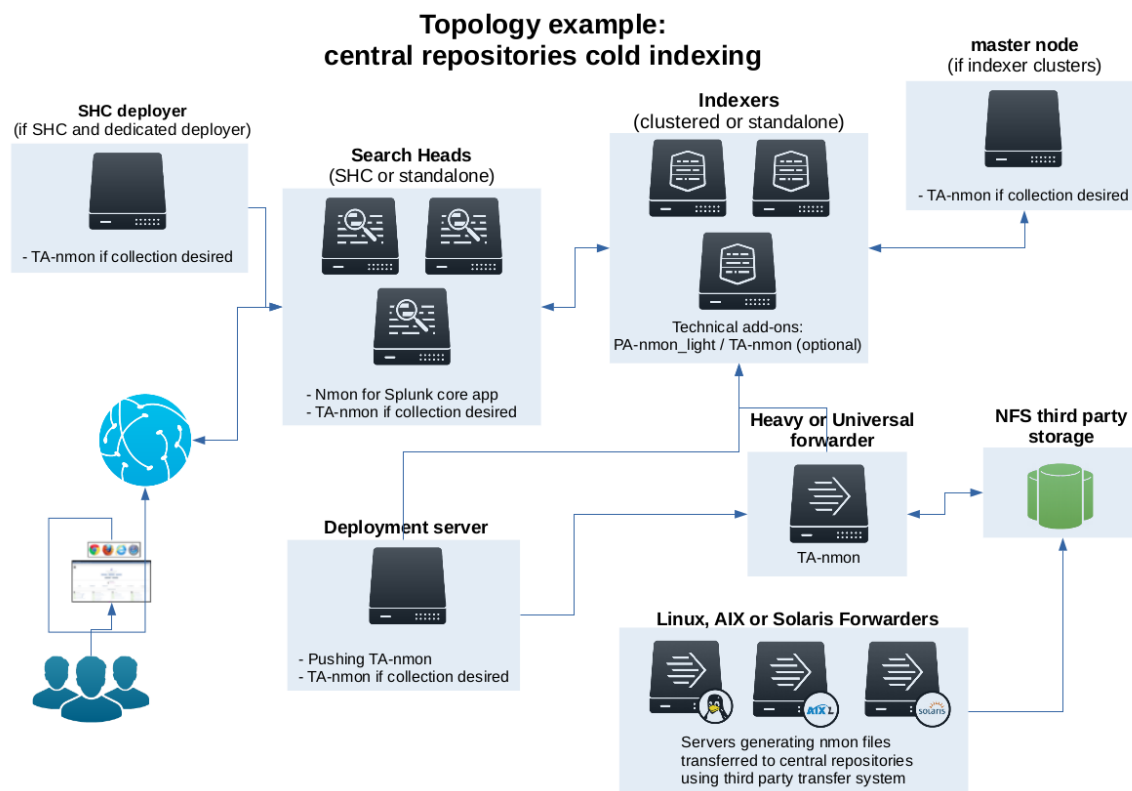 Topology example:
central repositories cold indexing
master node
(if indexer clusters)
- TA-nmon if collection desired
SHC deployer
(if SHC and dedicated deployer)
- TA-nmon if collection desired
Search Heads
(SHC or standalone)
- Nmon for Splunk core app
- TA-nmon if collection desired
Indexers
(clustered or standalone)
Technical add-ons:
PA-nmon_light / TA-nmon (optional)
Heavy or Universal
forwarder
TA-nmon
NFS third party
storage
Deployment server
- Pushing TA-nmon
- TA-nmon if collection desired
Linux, AIX or Solaris Forwarders
AIX L
solaris
Servers generating nmon files
transferred to central repositories
using third party transfer system